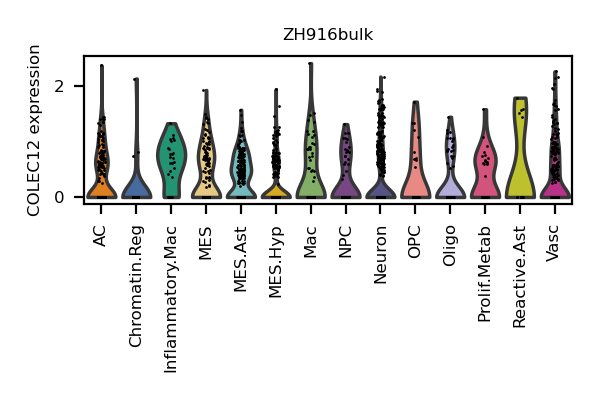 ZH916bulk
COLEC12 expression
2
0
AC
Chromatin.Reg
Inflammatory.Mac
MES
MES.Ast
MES.Hyp
Mac
NPC
Neuron
OPC
Oligo
Prolif.Metab
Reactive.Ast
Vasc